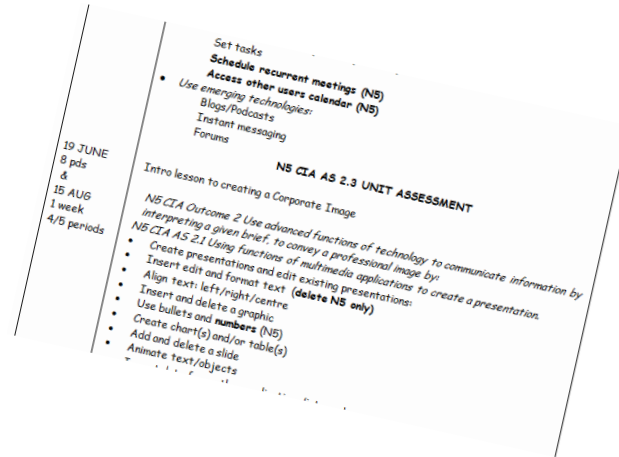 Set tasks
Schedule recurrent meetings (N5)
Access other users calendar (N5)
• Use emerging technologies:
Blogs/Podcasts
Instant messaging
Forums
19 JUNE
8 pds
&
15 AUG
1 week
4/5 periods
N5 CIA AS 2.3 UNIT ASSESSMENT
Intro lesson to creating a Corporate Image
N5 CIA Outcome 2 Use advanced functions of technology to communicate information by
interpreting a given brief, to convey a professional image by:
N5 CIA AS 2.1 Using functions of multimedia applications to create a presentation.
• Create presentations and edit existing presentations:
• Insert edit and format text (delete N5 only)
• Align text: left/right/centre
• Insert and delete a graphic
• Use bullets and numbers (N5)
• Create chart(s) and/or table(s)
• Add and delete a slide
• Animate text/objects